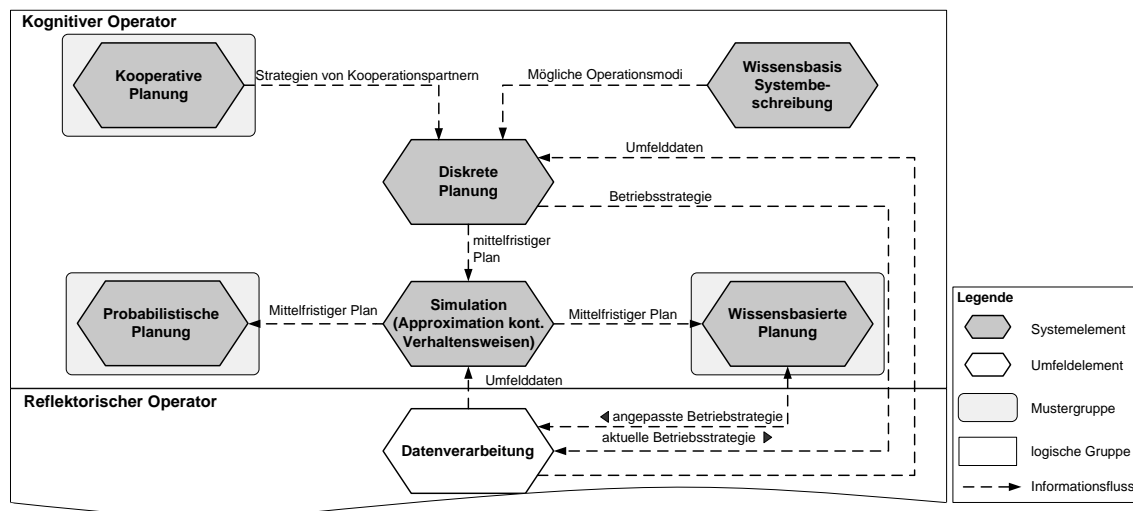 Kognitiver Operator
Kooperative
Planung
Strategien von Kooperationspartnern
Mögliche Operationsmodi
Wissensbasis
Systembe-
schreibung
Diskrete
Planung
Umfelddaten
Betriebsstrategie
mittelfristiger
Plan
Probabilistische
Planung
Mittelfristiger Plan
Simulation
(Approximation kont.
Verhaltensweisen)
Mittelfristiger Plan
Wissensbasierte
Planung
Umfelddaten
Reflektorischer Operator
Datenverarbeitung
angepasste Betriebstrategie
aktuelle Betriebsstrategie
Legende
Systemelement
Umfeldelement
Mustergruppe
logische Gruppe
Informationsfluss